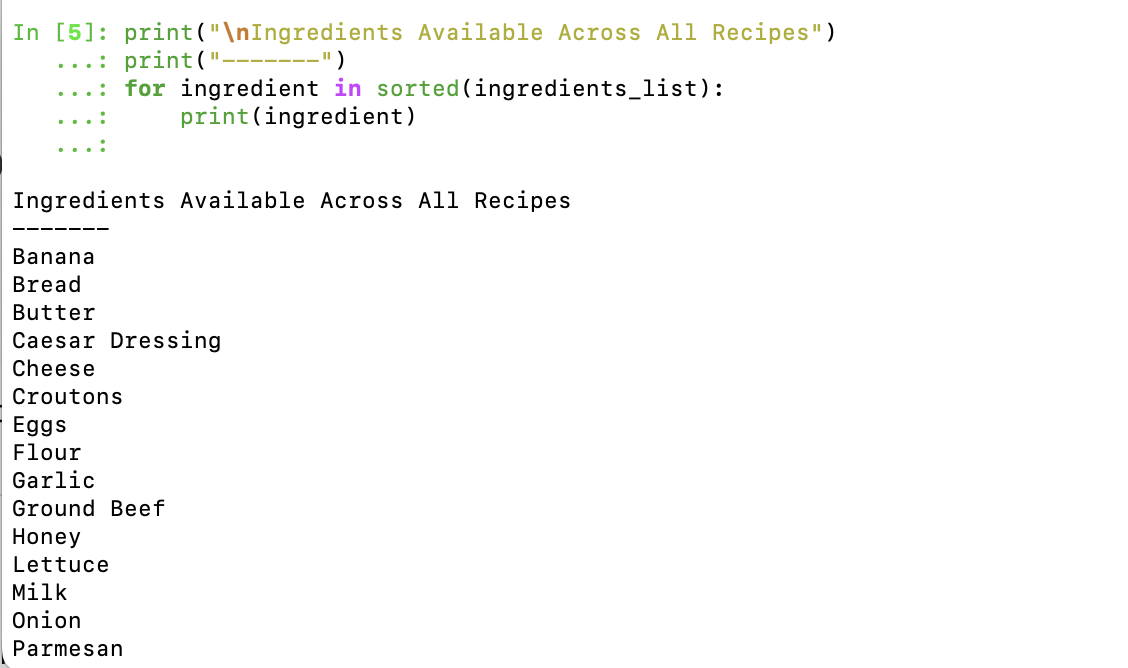 In [5]: print("\nIngredients Available Across All Recipes")
   ...: print("-------")
   ...: for ingredient in sorted(ingredients_list):
   ...:     print(ingredient)
   ...:
Ingredients Available Across All Recipes
-------
Banana
Bread
Butter
Caesar Dressing
Cheese
Croutons
Eggs
Flour
Garlic
Ground Beef
Honey
Lettuce
Milk
Onion
Parmesan